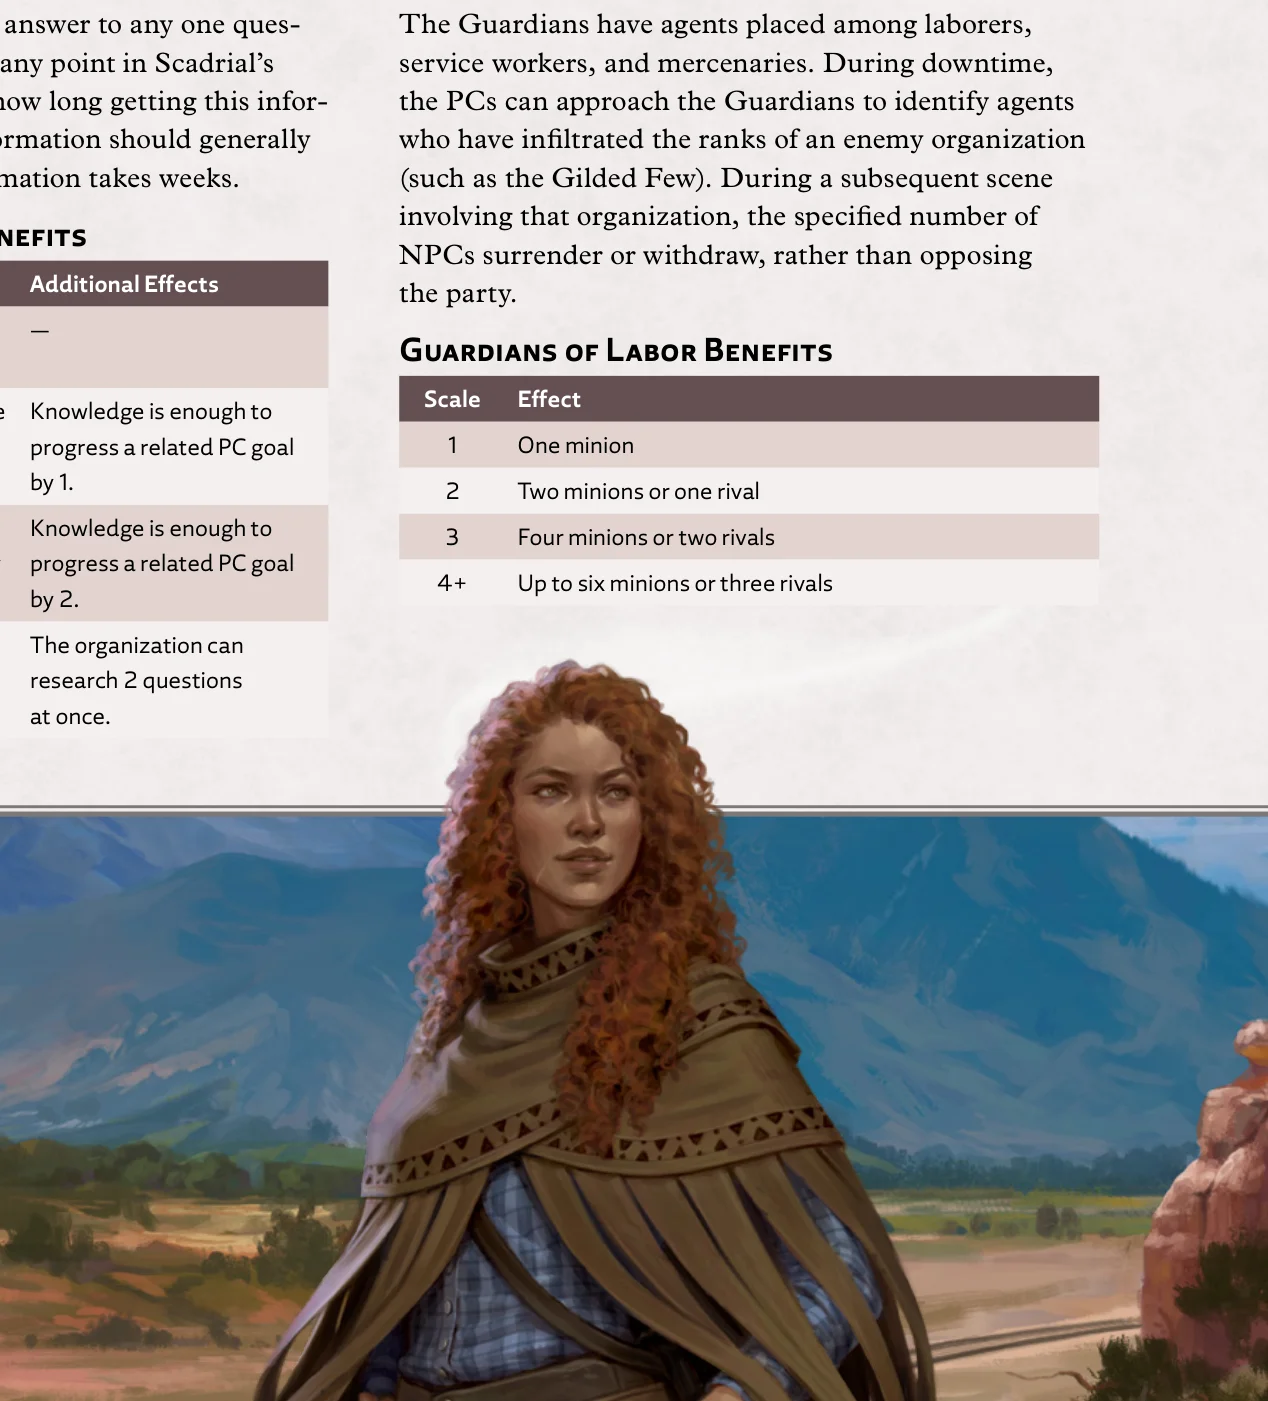 answer to any one ques-
any point in Scadrial’s
how long getting this infor-
ormation should generally
mation takes weeks.
NEFITS
Additional Effects
—
Knowledge is enough to
progress a related PC goal
by 1.
Knowledge is enough to
progress a related PC goal
by 2.
The organization can
research 2 questions
at once.
The Guardians have agents placed among laborers,
service workers, and mercenaries. During downtime,
the PCs can approach the Guardians to identify agents
who have infiltrated the ranks of an enemy organization
(such as the Gilded Few). During a subsequent scene
involving that organization, the specified number of
NPCs surrender or withdraw, rather than opposing
the party.
GUARDIANS OF LABOR BENEFITS
Scale Effect
1 One minion
2 Two minions or one rival
3 Four minions or two rivals
4+ Up to six minions or three rivals